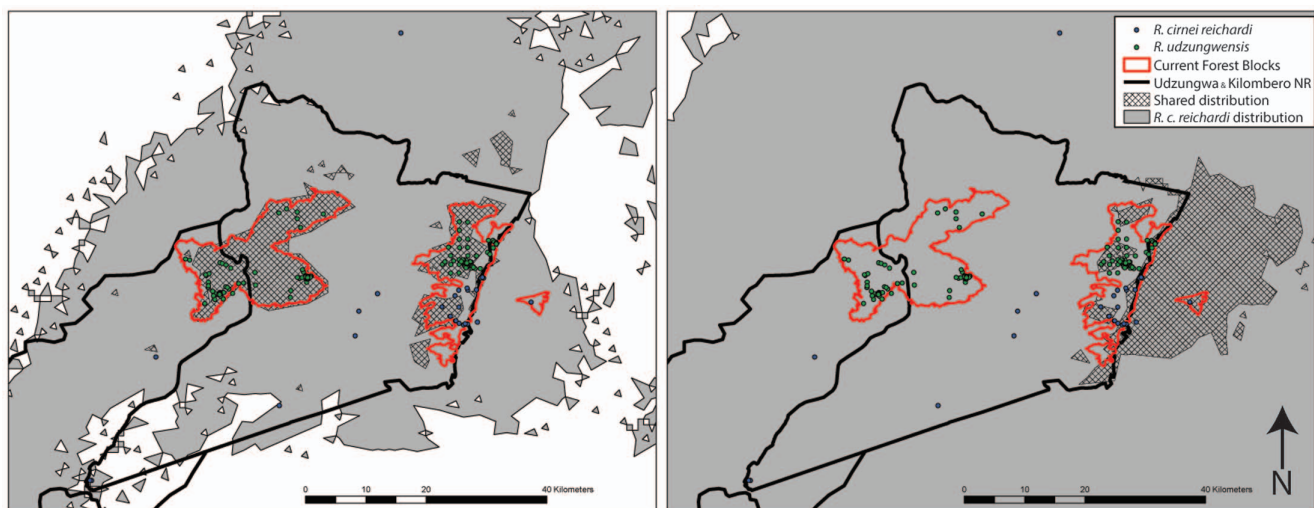 R. cirnei reichardi
R. udzungwensis
Current Forest Blocks
Udzungwa & Kilombero NR
Shared distribution
R. c. reichardi distribution
0 10 20 40 Kilometers
0 10 20 40 Kilometers
N